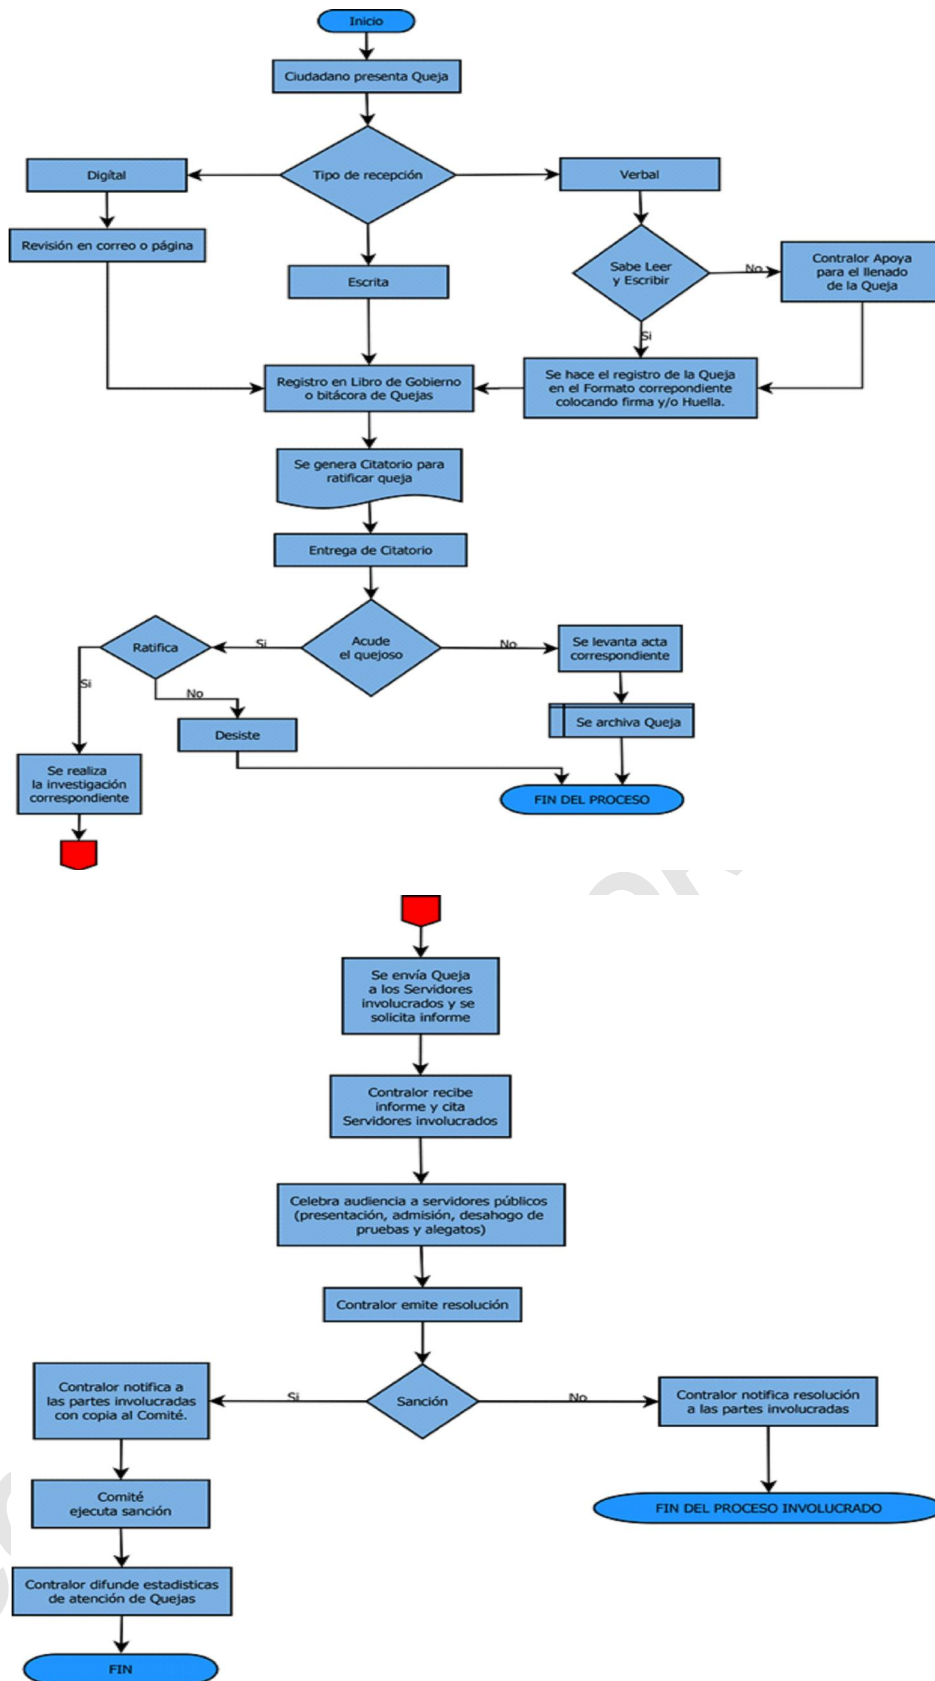 Inicio
Ciudadano presenta Queja
Tipo de recepción
Digítal
Verbal
Revisión en correo o página
Escrita
Sabe Leer
y Escribir
No
Contralor Apoya
para el llenado
de la Queja
Si
Registro en Libro de Gobierno
o bitácora de Quejas
Se hace el registro de la Queja
en el Formato correpondiente
colocando firma y/o Huella.
Se genera Citatorio para
ratificar queja
Entrega de Citatorio
Acude
el quejoso
Si
No
Ratifica
Se levanta acta
correspondiente
Si
No
Desiste
Se archiva Queja
Se realiza
la investigación
correspondiente
FIN DEL PROCESO
Se envía Queja
a los Servidores
involucrados y se
solicita informe
Contralor recibe
informe y cita
Servidores involucrados
Celebra audiencia a servidores públicos
(presentación, admisión, desahogo de
pruebas y alegatos)
Contralor emite resolución
Sanción
Si
No
Contralor notifica a
las partes involucradas
con copia al Comité.
Contralor notifica resolución
a las partes involucradas
Comité
ejecuta sanción
FIN DEL PROCESO INVOLUCRADO
Contralor difunde estadisticas
de atención de Quejas
FIN